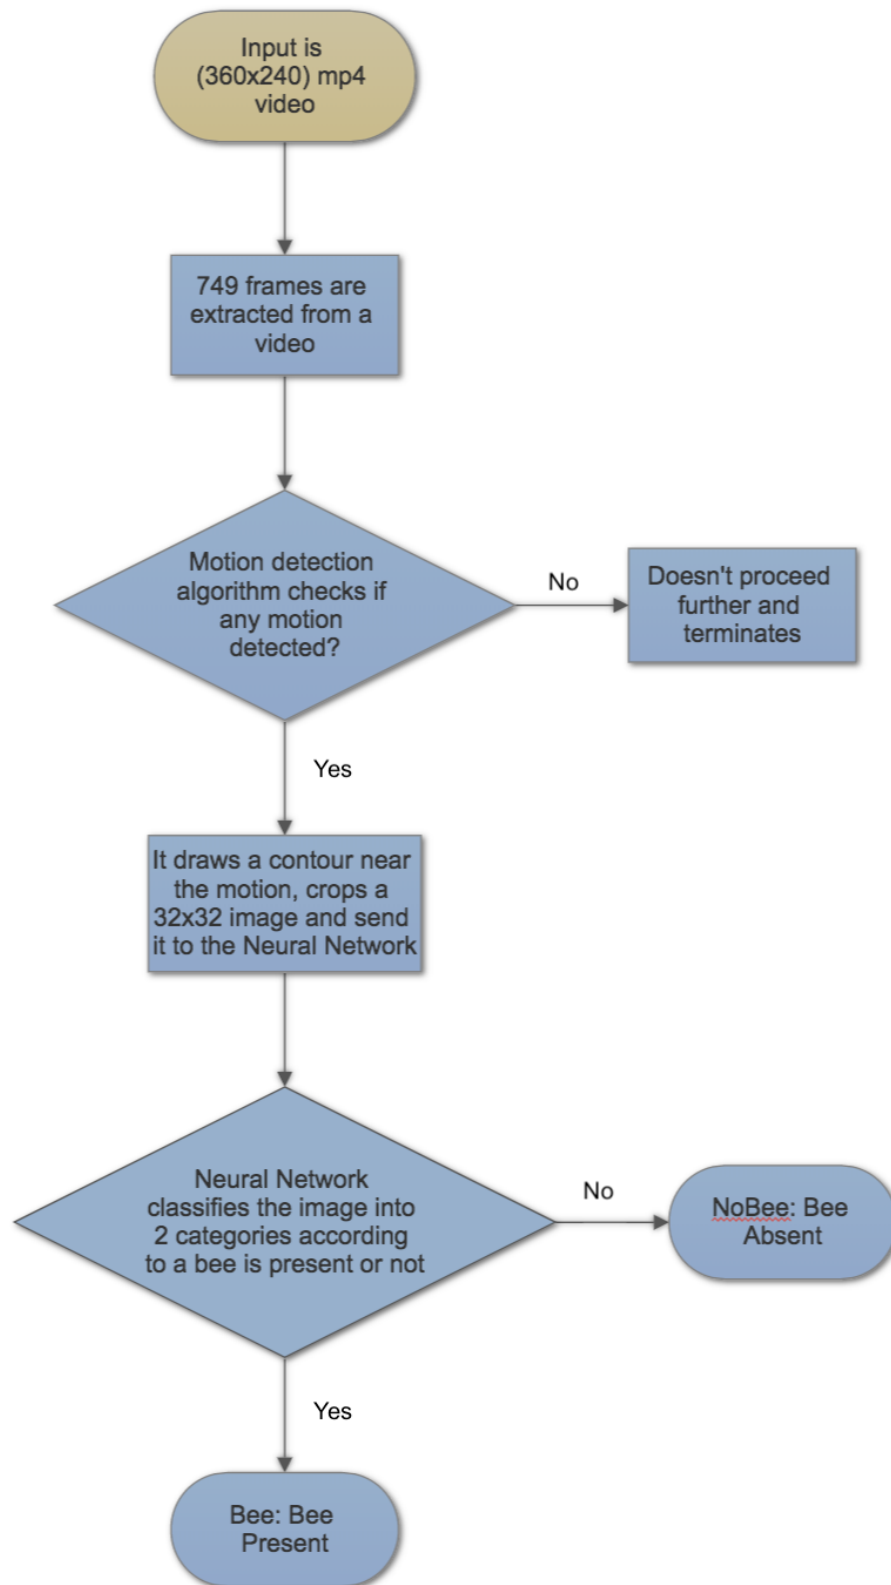 Input is
(360x240) mp4
video
749 frames are
extracted from a
video
Motion detection
algorithm checks if
any motion
detected?
No
Doesn't proceed
further and
terminates
Yes
It draws a contour near
the motion, crops a
32x32 image and send
it to the Neural Network
Neural Network
classifies the image into
2 categories according
to a bee is present or not
No
NoBee: Bee
Absent
Yes
Bee: Bee
Present